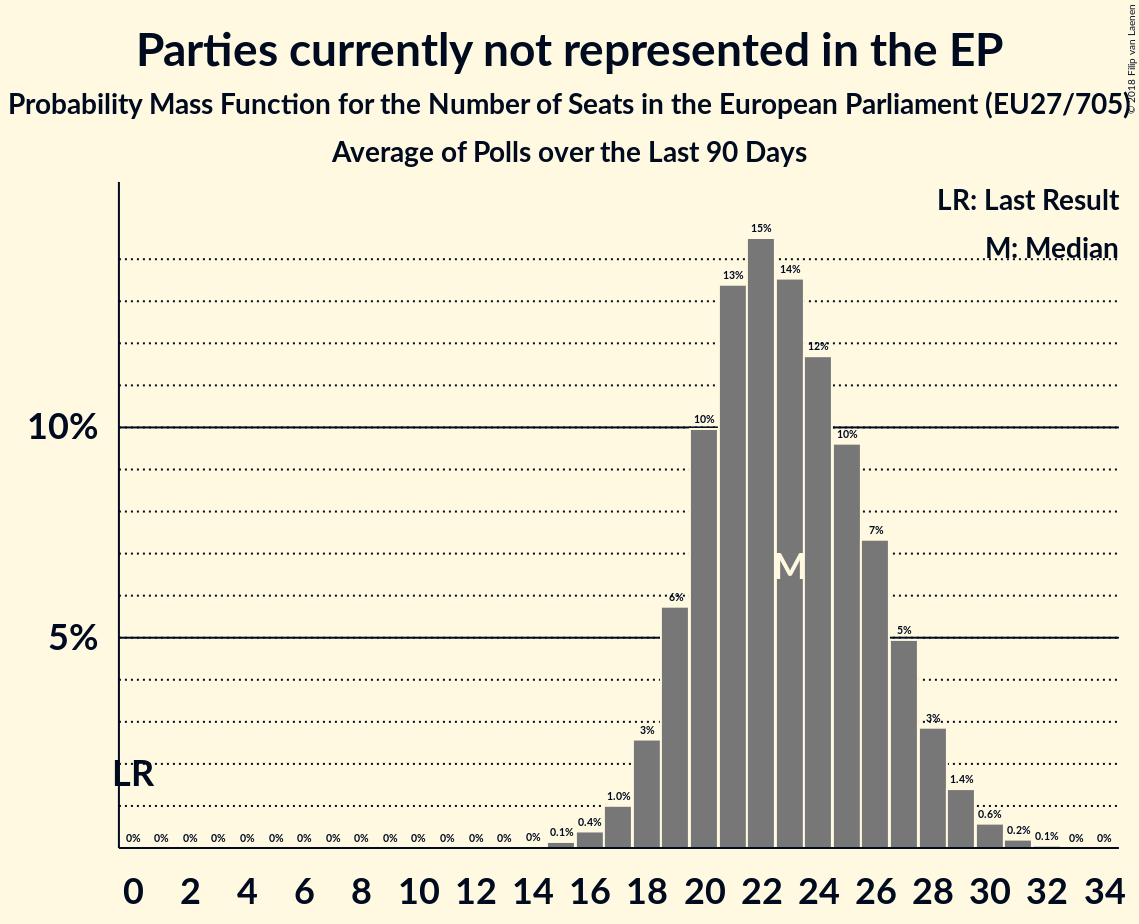 Parties currently not represented in the EP
Probability Mass Function for the Number of Seats in the European Parliament (EU27/705)
Average of Polls over the Last 90 Days
© 2018 Filip van Laenen
LR: Last Result
M: Median
15%
13% 14%
12%
10% 10% 10%
7%
M
6%
5% 5%
3% 3%
LR 1.0% 1.4%
0% 0% 0% 0% 0% 0% 0% 0% 0% 0% 0% 0% 0% 0% 0% 0.1% 0.4% 0.6% 0.2% 0.1% 0% 0%
0 2 4 6 8 10 12 14 16 18 20 22 24 26 28 30 32 34